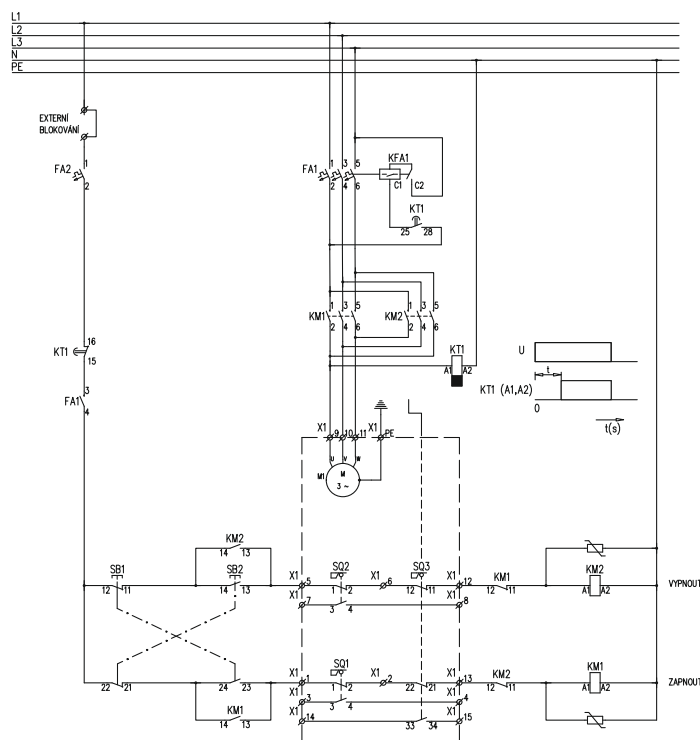 L1
L2
L3
N
PE
EXTERNÍ
BLOKOVÁNÍ
1
FA2
2
1 3 5
FA1
2 4 6
KFA1
C1 C2
KT1
25 28
1 3 5
KM1
2 4 6
1 3 5
KM2
2 4 6
16
KT1
15
3
FA1
4
KT1
A1 A2
U
t
KT1 (A1,A2)
0
t(s)
X1 9 10 11 X1 PE
U V W
M1
M
3 ~
KM2
14 13
SB1
12 11
SB2
14 13
X1
5
SQ2
1 2
X1
6
SQ3
12 11
X1
12
KM1
12 11
KM2
A1 A2
VYPNOUT
X1
7
3 4
X1
8
22 21
24 23
X1
1
SQ1
1 2
X1
2
22 21
X1
13
KM2
12 11
KM1
A1 A2
ZAPNOUT
KM1
14 13
X1
3
3 4
X1
4
X1
14
33 34
X1
15